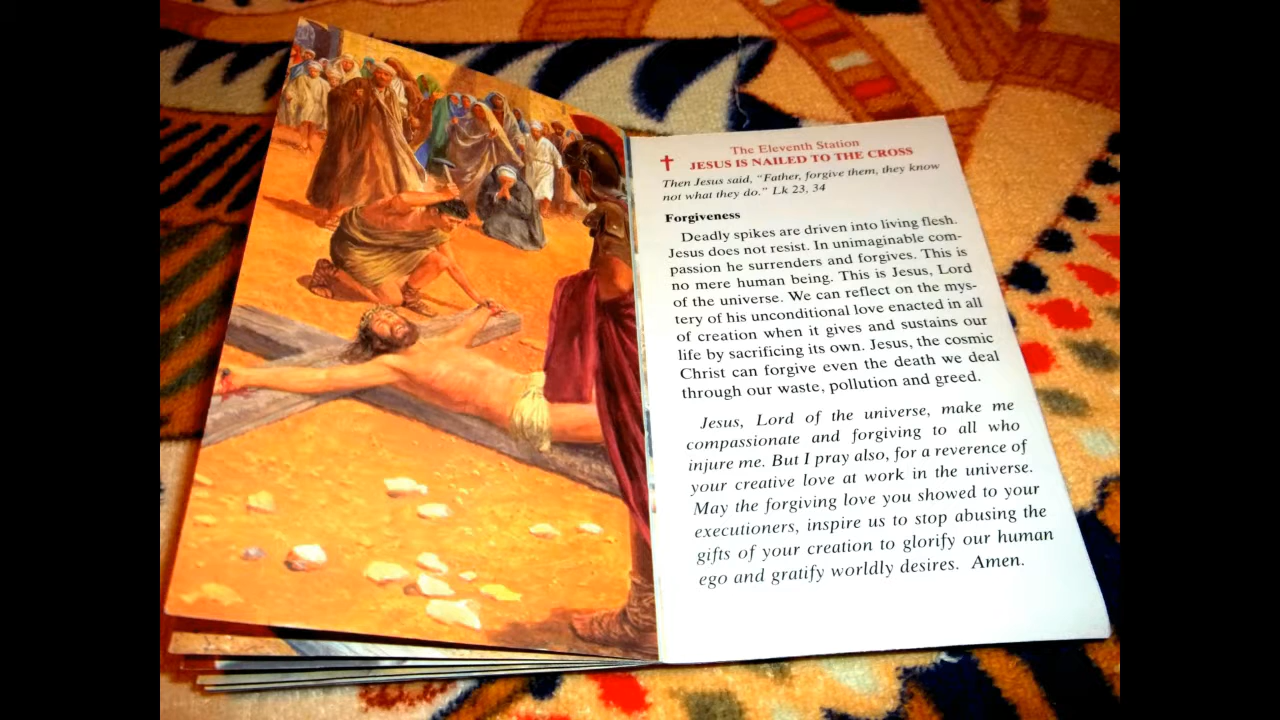 The Eleventh Station
JESUS IS NAILED TO THE CROSS
Then Jesus said, “Father, forgive them, they know
not what they do.” Lk 23, 34
Forgiveness
Deadly spikes are driven into living flesh.
Jesus does not resist. In unimaginable com-
passion he surrenders and forgives. This is
no mere human being. This is Jesus, Lord
of the universe. We can reflect on the mys-
tery of his unconditional love enacted in all
of creation when it gives and sustains our
life by sacrificing its own. Jesus, the cosmic
Christ can forgive even the death we deal
through our waste, pollution and greed.
Jesus, Lord of the universe, make me
compassionate and forgiving to all who
injure me. But I pray also, for a reverence of
your creative love at work in the universe.
May the forgiving love you showed to your
executioners, inspire us to stop abusing the
gifts of your creation to glorify our human
ego and gratify worldly desires. Amen.